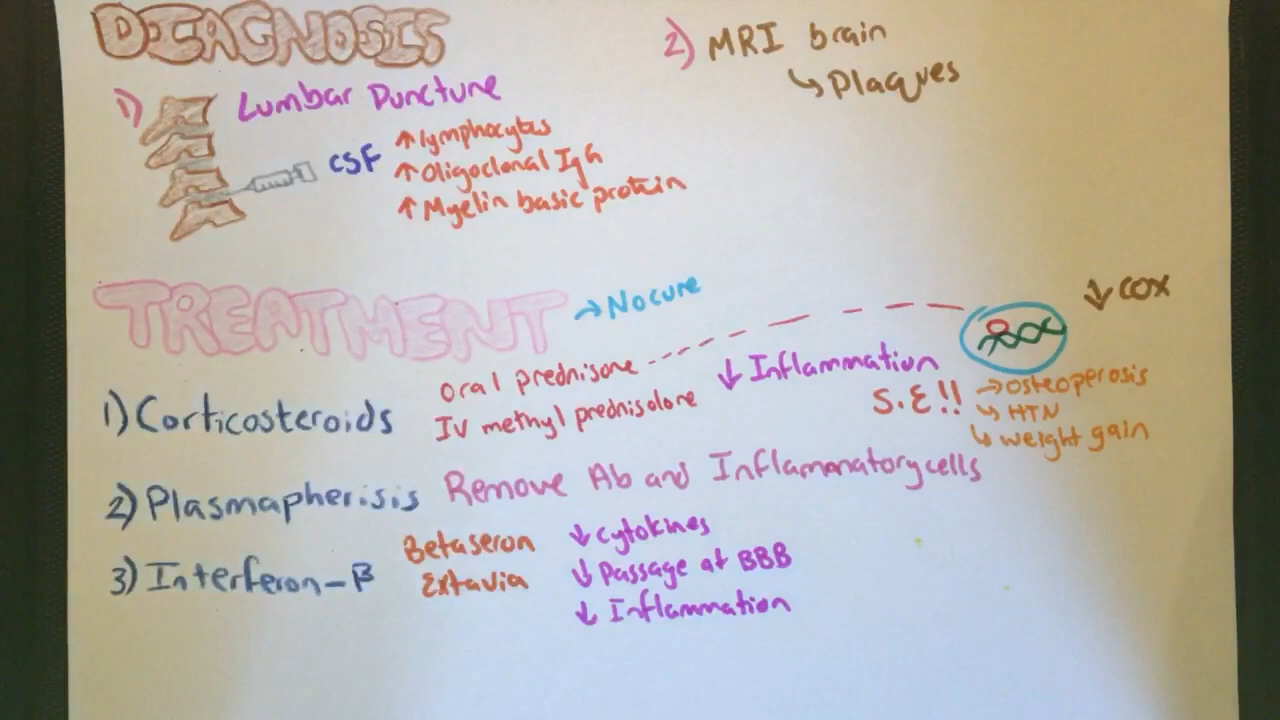 DIAGNOSIS
1) Lumbar Puncture
CSF
↑ lymphocytes
↑ Oligoclonal IgG
↑ Myelin basic protein
2) MRI brain
↳ Plaques
TREATMENT → No cure
1) Corticosteroids
Oral prednisone
IV methyl prednisolone
↓ Inflammation
↓ COX
S.E!!
→ osteoperosis
↳ HTN
↳ weight gain
2) Plasmapherisis Remove Ab and Inflammatory cells
3) Interferon-β
Betaseron
Extavia
↓ Cytokines
↓ Passage at BBB
↓ Inflammation